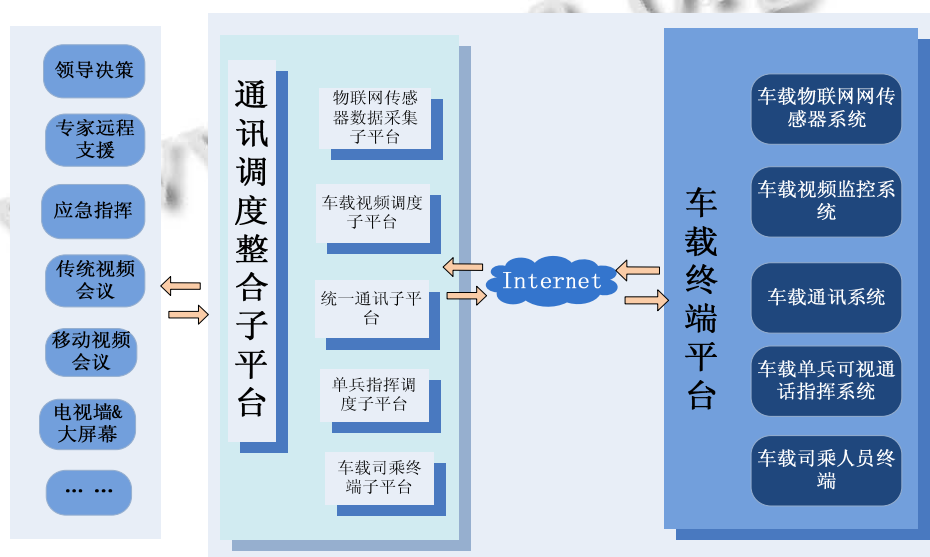 领导决策
专家远程
支援
应急指挥
传统视频
会议
移动视频
会议
电视墙&
大屏幕
… …
通讯调度整合子平台
物联网传感
器数据采集
子平台
车载视频调度
子平台
统一通讯子平
台
单兵指挥调
度子平台
车载司乘终
端子平台
Internet
车载终端平台
车载物联网网传
感器系统
车载视频监控系
统
车载通讯系统
车载单兵可视通
话指挥系统
车载司乘人员终
端